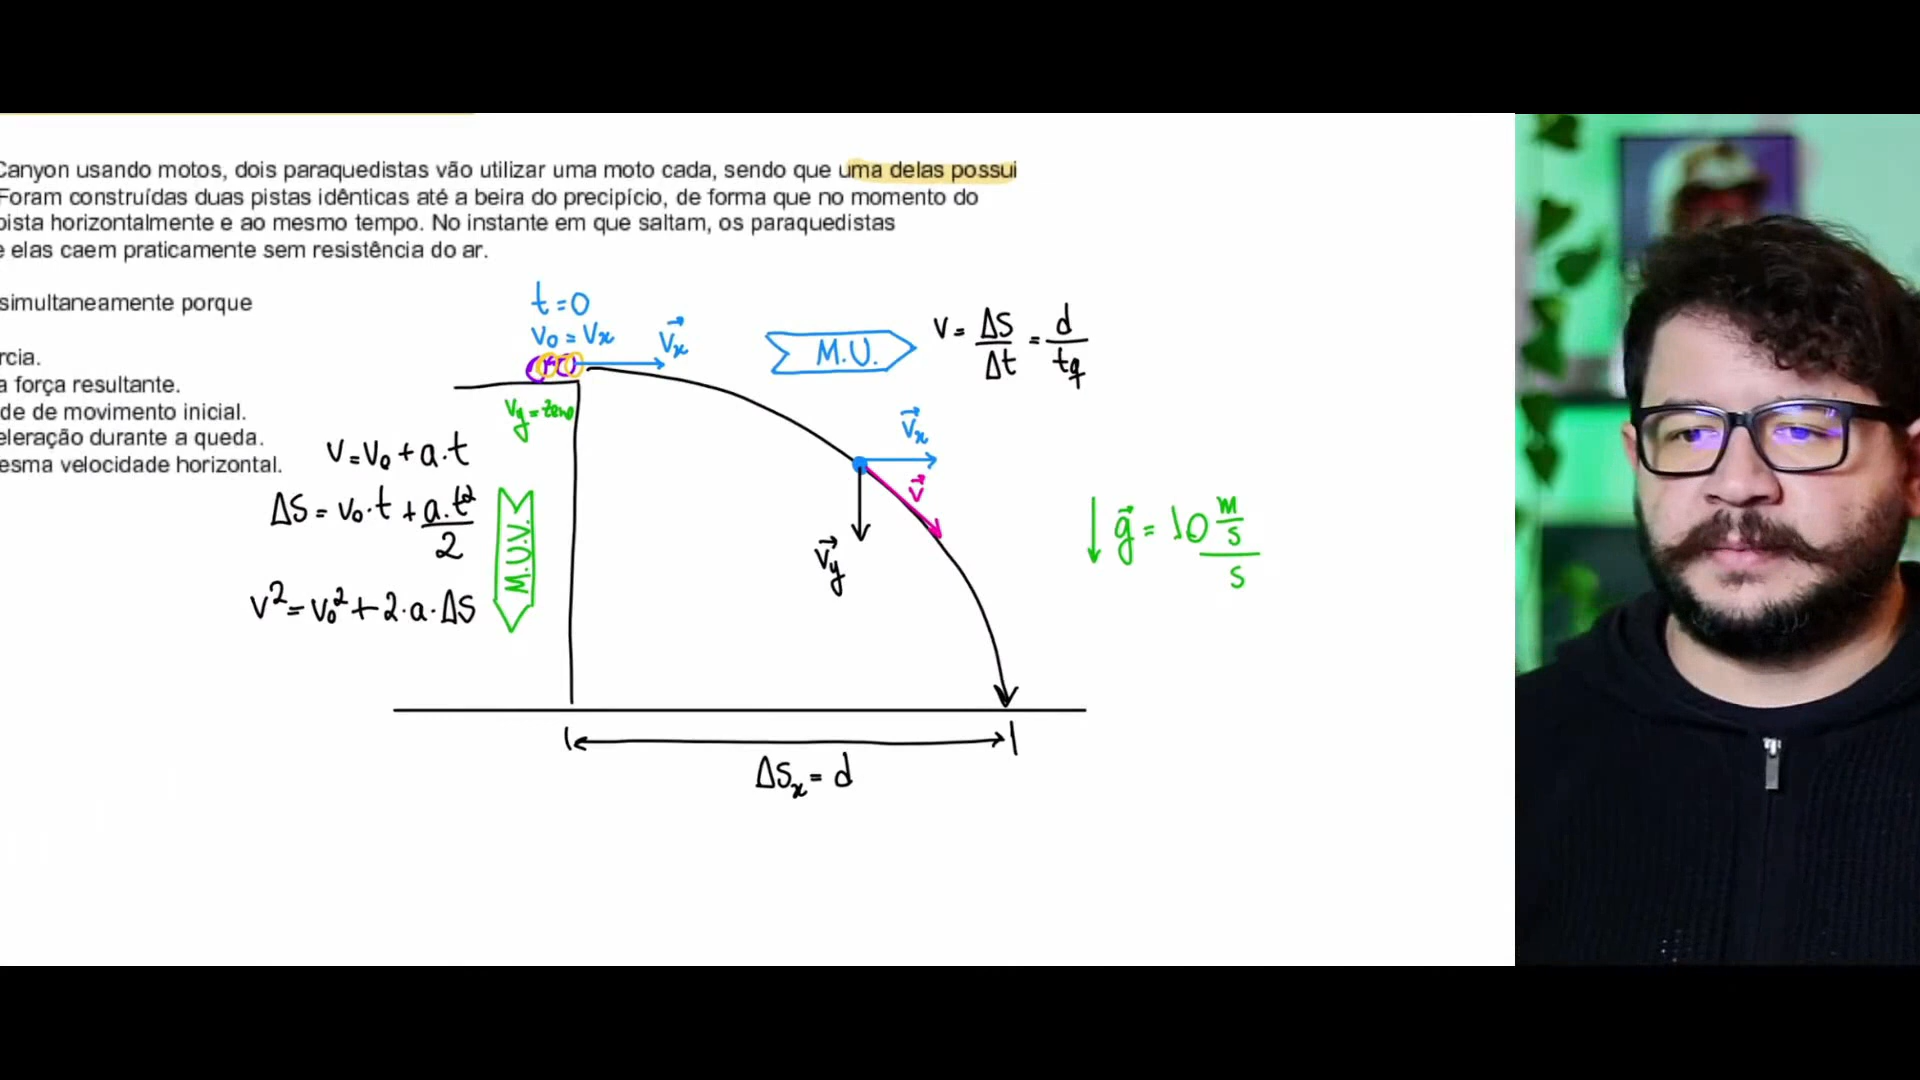 Canyon usando motos, dois paraquedistas vão utilizar uma moto cada, sendo que uma delas possui
Foram construídas duas pistas idênticas até a beira do precipício, de forma que no momento do
pista horizontalmente e ao mesmo tempo. No instante em que saltam, os paraquedistas
e elas caem praticamente sem resistência do ar.
simultaneamente porque
rcia.
a força resultante.
de de movimento inicial.
eleração durante a queda.
esma velocidade horizontal.
t=0
V₀ = Vx
V⃗x
M.U.
V = ΔS/Δt = d/tq
Vy = zero
V⃗x
V = V₀ + a.t
V⃗
ΔS = V₀.t + a.t²/2
M.U.V.
g⃗ = 10 m/s/s
V⃗y
V² = V₀² + 2.a.ΔS
ΔSx = d